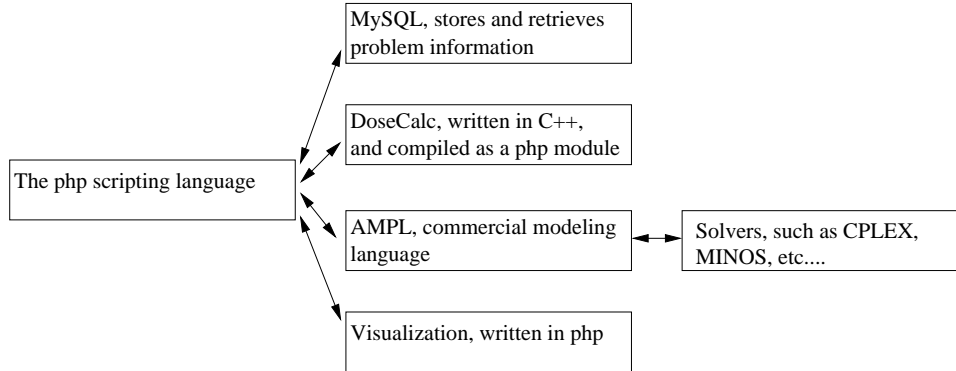 MySQL, stores and retrieves
problem information
DoseCalc, written in C++,
and compiled as a php module
The php scripting language
AMPL, commercial modeling
language
Solvers, such as CPLEX,
MINOS, etc....
Visualization, written in php